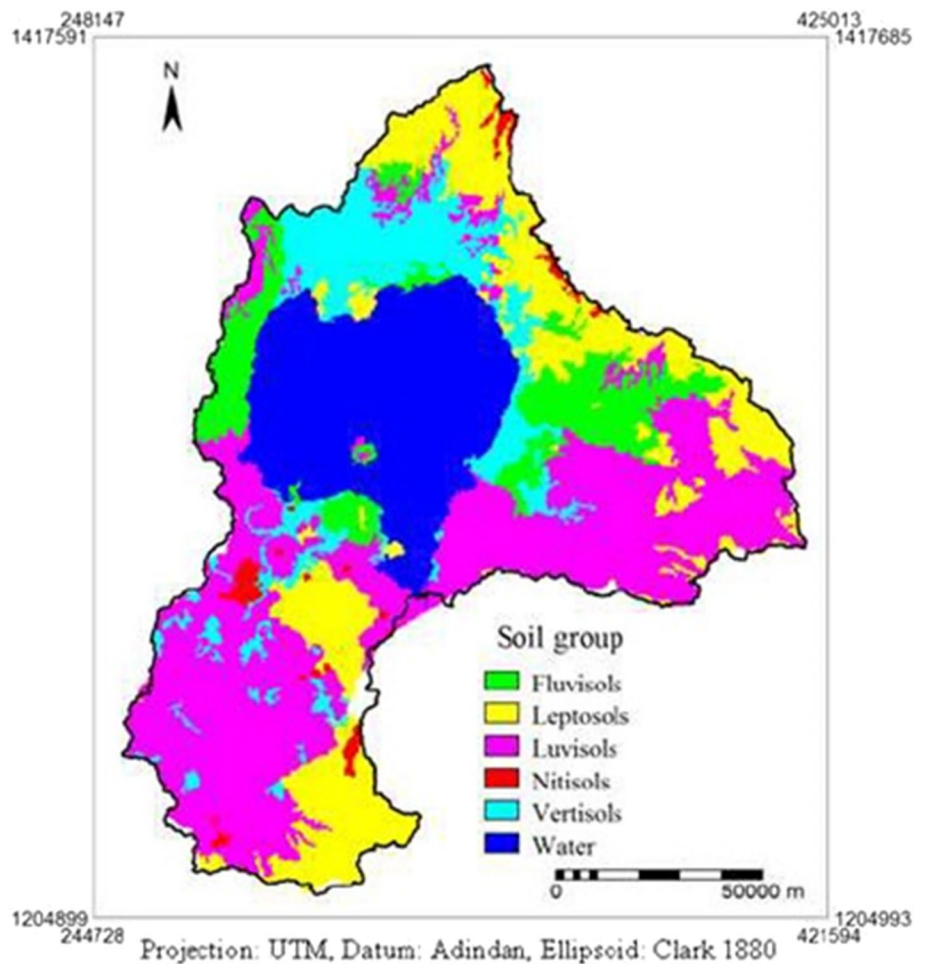 248147 425013
1417591 1417685
N
Soil group
Fluvisols
Leptosols
Luvisols
Nitisols
Vertisols
Water
0 50000 m
1204899 1204993
244728 421594
Projection: UTM, Datum: Adindan, Ellipsoid: Clark 1880